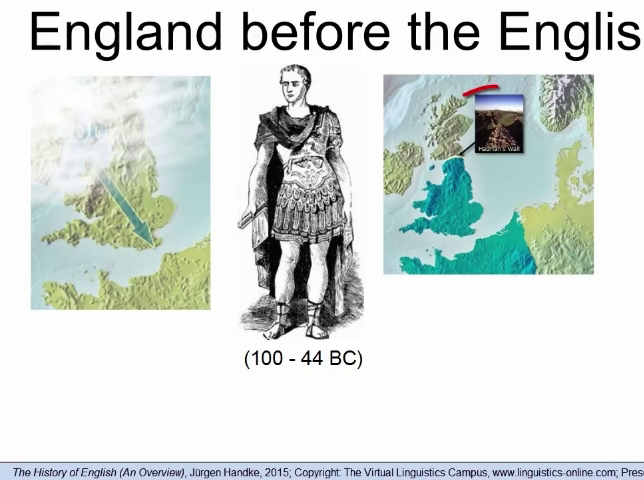 England before the Englis
Hadrian's Wall
(100 - 44 BC)
The History of English (An Overview), Jürgen Handke, 2015; Copyright: The Virtual Linguistics Campus, www.linguistics-online.com; Pres